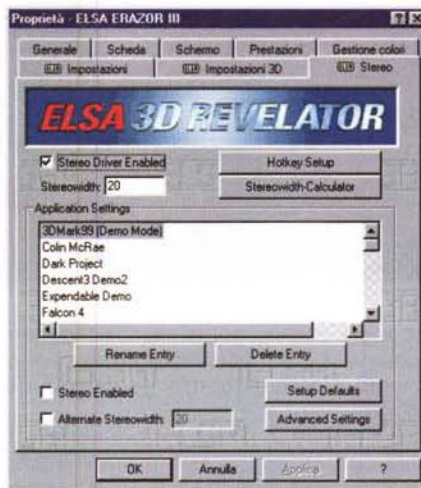 Proprietà - ELSA ERAZOR III
Generale Scheda Schermo Prestazioni Gestione colori
Impostazioni Impostazioni 3D Stereo
ELSA 3D REVELATOR
Stereo Driver Enabled Hotkey Setup
Stereowidth: 20 Stereowidth-Calculator
Application Settings
3DMark99 (Demo Mode)
Colin McRae
Dark Project
Descent3 Demo2
Expendable Demo
Falcon 4
Rename Entry Delete Entry
Stereo Enabled Setup Defaults
Alternate Stereowidth: 20 Advanced Settings
OK Annulla Applica ?